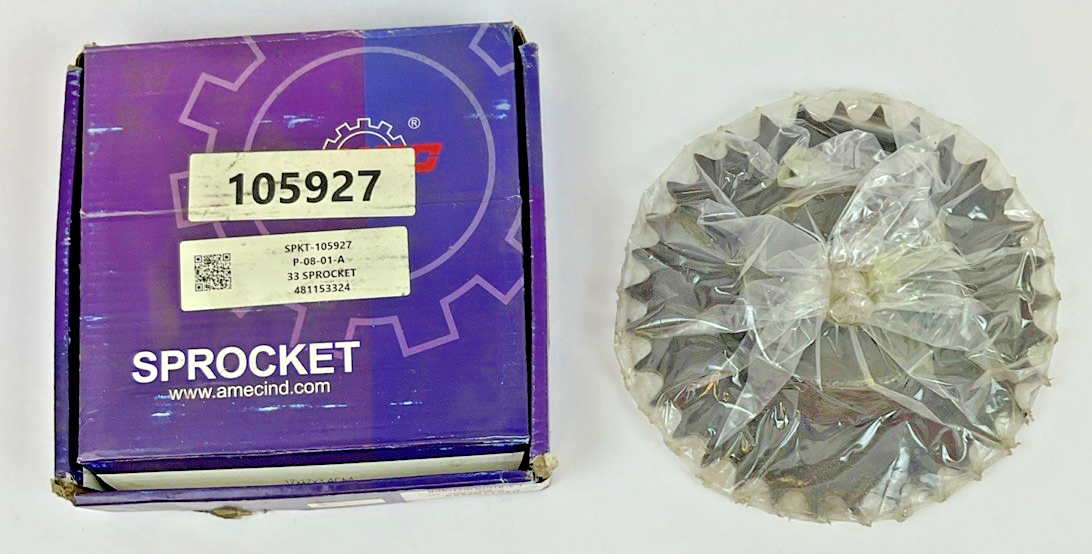 ®
105927
SPKT-105927
P-08-01-A
33 SPROCKET
481153324
SPROCKET
www.amecind.com